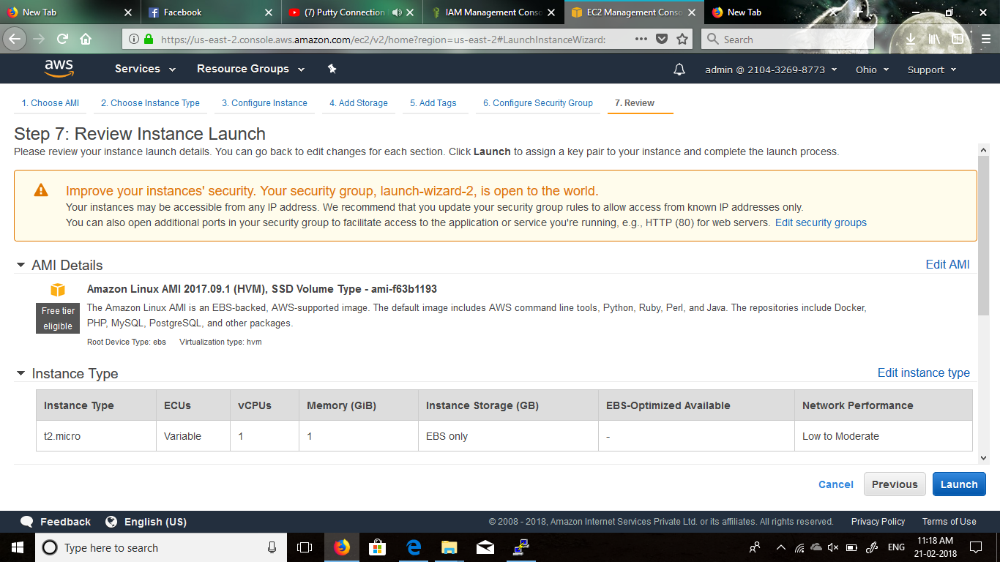 New Tab
Facebook
(7) Putty Connection
IAM Management Conso
EC2 Management Conso
New Tab
https://us-east-2.console.aws.amazon.com/ec2/v2/home?region=us-east-2#LaunchInstanceWizard:
Search
aws
Services
Resource Groups
admin @ 2104-3269-8773
Ohio
Support
1. Choose AMI
2. Choose Instance Type
3. Configure Instance
4. Add Storage
5. Add Tags
6. Configure Security Group
7. Review
Step 7: Review Instance Launch
Please review your instance launch details. You can go back to edit changes for each section. Click Launch to assign a key pair to your instance and complete the launch process.
Improve your instances' security. Your security group, launch-wizard-2, is open to the world.
Your instances may be accessible from any IP address. We recommend that you update your security group rules to allow access from known IP addresses only.
You can also open additional ports in your security group to facilitate access to the application or service you're running, e.g., HTTP (80) for web servers. Edit security groups
AMI Details
Edit AMI
Amazon Linux AMI 2017.09.1 (HVM), SSD Volume Type - ami-f63b1193
Free tier
eligible
The Amazon Linux AMI is an EBS-backed, AWS-supported image. The default image includes AWS command line tools, Python, Ruby, Perl, and Java. The repositories include Docker,
PHP, MySQL, PostgreSQL, and other packages.
Root Device Type: ebs Virtualization type: hvm
Instance Type
Edit instance type
Instance Type ECUs vCPUs Memory (GiB) Instance Storage (GB) EBS-Optimized Available Network Performance
t2.micro Variable 1 1 EBS only - Low to Moderate
Cancel
Previous
Launch
Feedback
English (US)
© 2008 - 2018, Amazon Internet Services Private Ltd. or its affiliates. All rights reserved.
Privacy Policy
Terms of Use
Type here to search
ENG
11:18 AM
21-02-2018